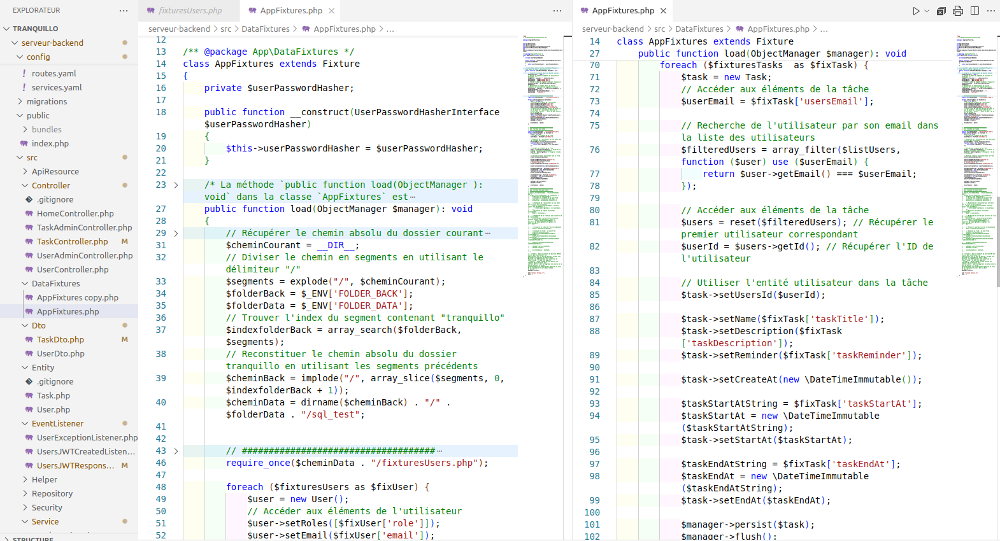 EXPLORATEUR
TRANQUILLO
serveur-backend
config
routes.yaml
services.yaml
migrations
public
bundles
index.php
src
ApiResource
Controller
.gitignore
HomeController.php
TaskAdminController.php
TaskController.php M
UserAdminController.php
UserController.php
DataFixtures
AppFixtures copy.php
AppFixtures.php
Dto
TaskDto.php M
UserDto.php
Entity
.gitignore
Task.php
User.php
EventListener
UserExceptionListener.php
UsersJWTCreatedListen...
UsersJWTRespons... M
Helper
Repository
Security
Service
STRUCTURE
fixturesUsers.php
AppFixtures.php
serveur-backend > src > DataFixtures > AppFixtures.php > ...
12
13 /** @package App\DataFixtures */
14 class AppFixtures extends Fixture
15 {
16 private $userPasswordHasher;
17
18 public function __construct(UserPasswordHasherInterface
$userPasswordHasher)
19 {
20 $this->userPasswordHasher = $userPasswordHasher;
21 }
22
23 /* La méthode `public function load(ObjectManager ):
void` dans la classe `AppFixtures` est...
27 public function load(ObjectManager $manager): void
28 {
29 // Récupérer le chemin absolu du dossier courant...
31 $cheminCourant = __DIR__;
32 // Diviser le chemin en segments en utilisant le
délimiteur "/"
33 $segments = explode("/", $cheminCourant);
34 $folderBack = $_ENV['FOLDER_BACK'];
35 $folderData = $_ENV['FOLDER_DATA'];
36 // Trouver l'index du segment contenant "tranquillo"
37 $indexfolderBack = array_search($folderBack,
$segments);
38 // Reconstituer le chemin absolu du dossier
tranquillo en utilisant les segments précédents
39 $cheminBack = implode("/", array_slice($segments, 0,
$indexfolderBack + 1));
40 $cheminData = dirname($cheminBack) . "/" .
$folderData . "/sql_test";
41
42
43 // ####################################...
46 require_once($cheminData . "/fixturesUsers.php");
47
48 foreach ($fixturesUsers as $fixUser) {
49 $user = new User();
50 // Accéder aux éléments de l'utilisateur
51 $user->setRoles([$fixUser['role']]);
52 $user->setEmail($fixUser['email']);
AppFixtures.php
serveur-backend > src > DataFixtures > AppFixtures.php > ...
14 class AppFixtures extends Fixture
27 public function load(ObjectManager $manager): void
70 foreach ($fixturesTasks  as $fixTask) {
71 $task = new Task;
72 // Accéder aux éléments de la tâche
73 $userEmail = $fixTask['usersEmail'];
74
75 // Recherche de l'utilisateur par son email dans
la liste des utilisateurs
76 $filteredUsers = array_filter($listUsers,
function ($user) use ($userEmail) {
77 return $user->getEmail() === $userEmail;
78 });
79
80 // Accéder aux éléments de la tâche
81 $users = reset($filteredUsers); // Récupérer le
premier utilisateur correspondant
82 $userId = $users->getId(); // Récupérer l'ID de
l'utilisateur
83
84 // Utiliser l'entité utilisateur dans la tâche
85 $task->setUsersId($userId);
86
87 $task->setName($fixTask['taskTitle']);
88 $task->setDescription($fixTask
['taskDescription']);
89 $task->setReminder($fixTask['taskReminder']);
90
91 $task->setCreateAt(new \DateTimeImmutable());
92
93 $taskStartAtString = $fixTask['taskStartAt'];
94 $taskStartAt = new \DateTimeImmutable
($taskStartAtString);
95 $task->setStartAt($taskStartAt);
96
97 $taskEndAtString = $fixTask['taskEndAt'];
98 $taskEndAt = new \DateTimeImmutable
($taskEndAtString);
99 $task->setEndAt($taskEndAt);
100
101 $manager->persist($task);
102 $manager->flush();